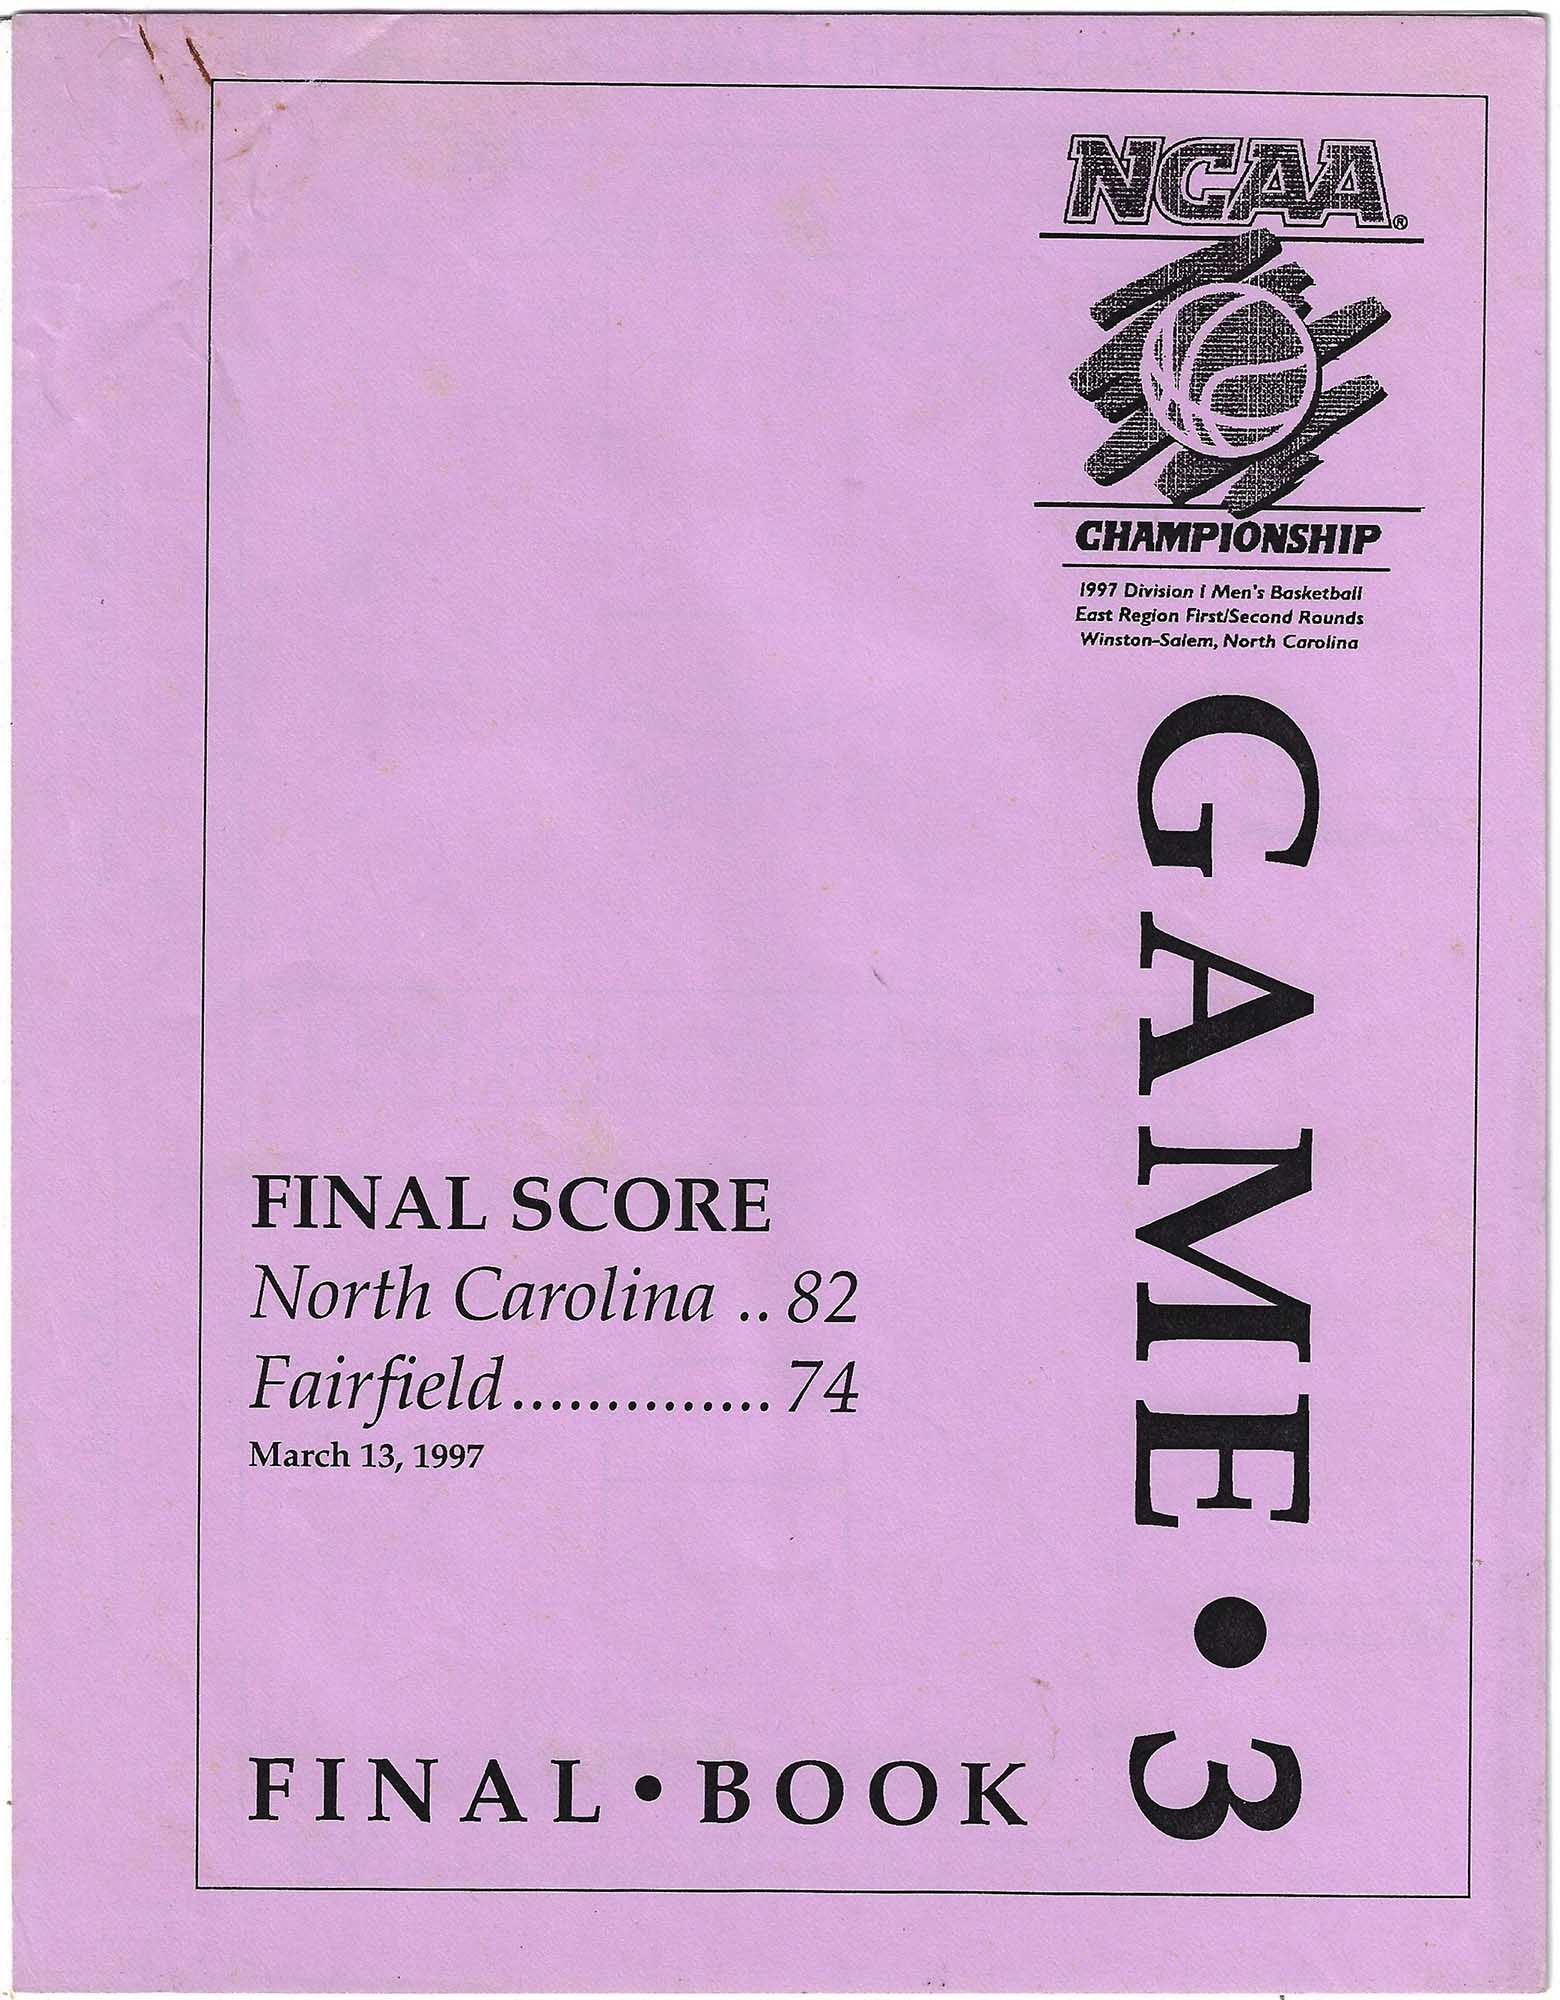 NCAA®
CHAMPIONSHIP
1997 Division I Men's Basketball
East Region First/Second Rounds
Winston-Salem, North Carolina
GAME • 3
FINAL SCORE
North Carolina .. 82
Fairfield.............. 74
March 13, 1997
FINAL • BOOK